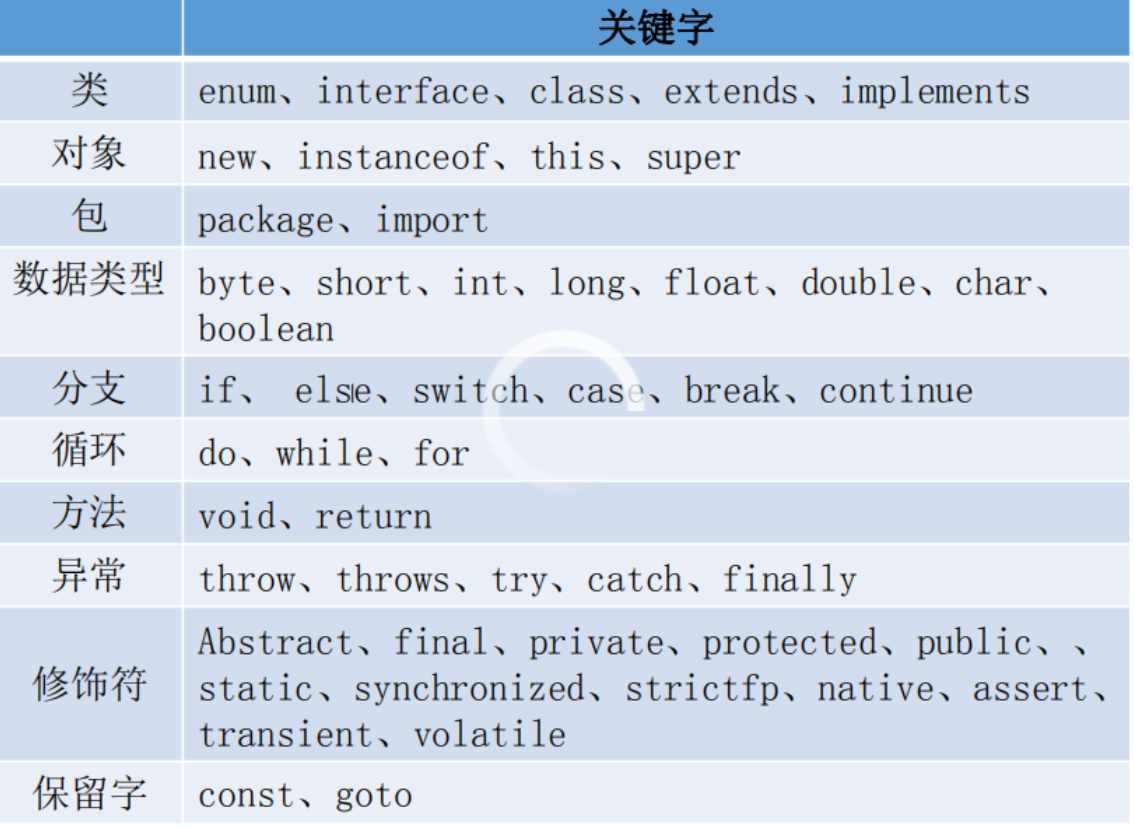 关键字
类 enum、interface、class、extends、implements
对象 new、instanceof、this、super
包 package、import
数据类型 byte、short、int、long、float、double、char、
boolean
分支 if、 else、switch、case、break、continue
循环 do、while、for
方法 void、return
异常 throw、throws、try、catch、finally
Abstract、final、private、protected、public、、
修饰符 static、synchronized、strictfp、native、assert、
transient、volatile
保留字 const、goto